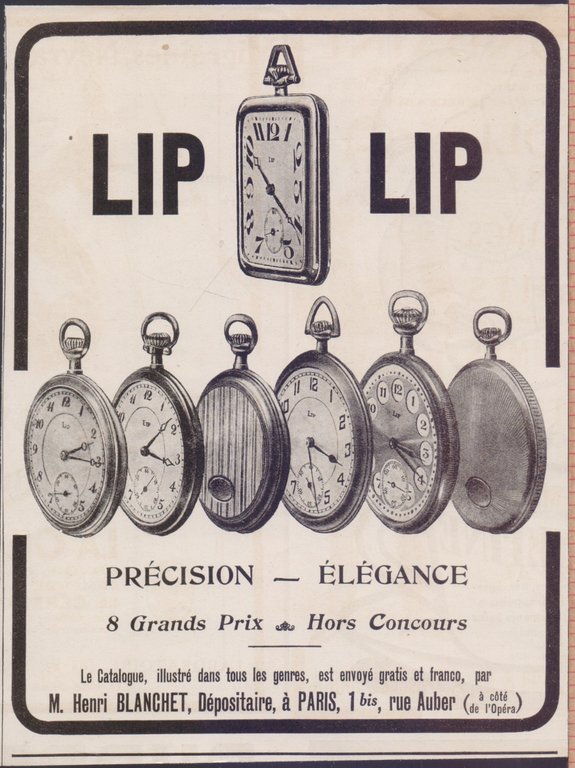 LIP LIP
PRÉCISION — ÉLÉGANCE
8 Grands Prix Hors Concours
Le Catalogue, illustré dans tous les genres, est envoyé gratis et franco, par
M. Henri BLANCHET, Dépositaire, à PARIS, 1 bis, rue Auber (à côté de l'Opéra)